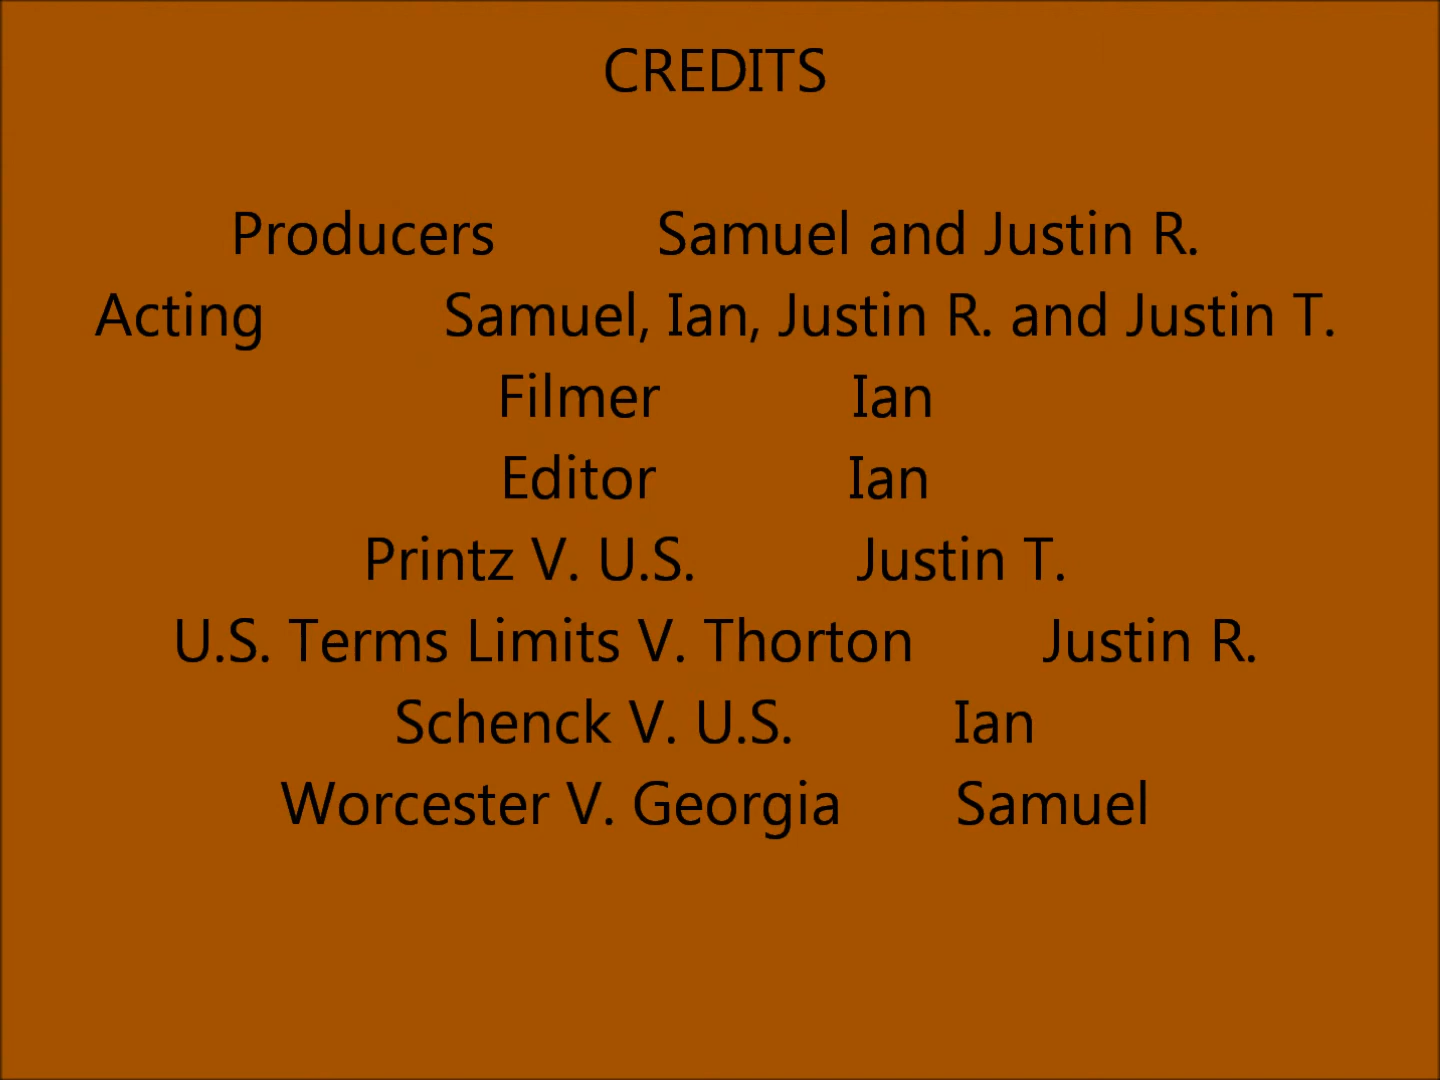 CREDITS
Producers Samuel and Justin R.
Acting Samuel, Ian, Justin R. and Justin T.
Filmer Ian
Editor Ian
Printz V. U.S. Justin T.
U.S. Terms Limits V. Thorton Justin R.
Schenck V. U.S. Ian
Worcester V. Georgia Samuel